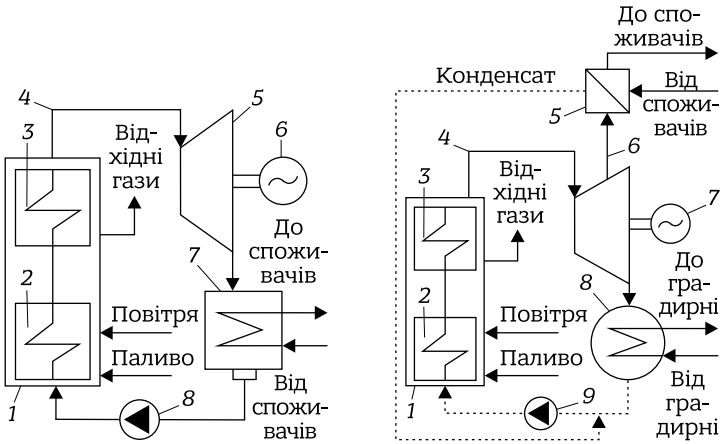 4
5
3
Від-
хідні
гази
6
До
спожи-
вачів
7
2
Повітря
Паливо
1
8
Від
спожи-
вачів
До спо-
живачів
Конденсат
5
Від
спожи-
вачів
4
6
3
Від-
хідні
гази
7
До
гра-
дирні
8
2
Повітря
Паливо
1
9
Від
гра-
дирні